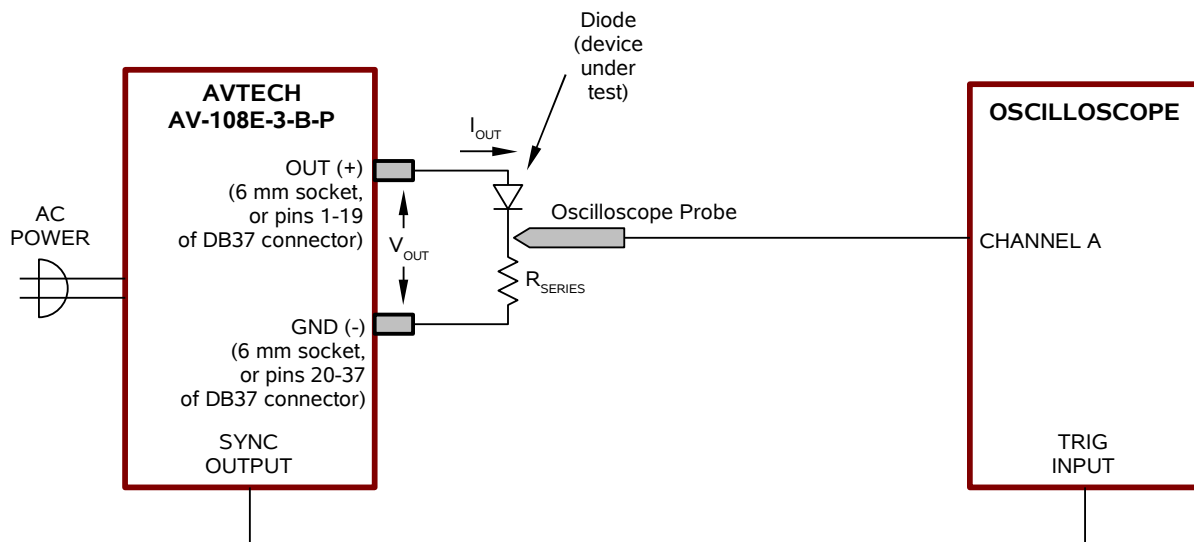 Diode
(device
under
test)
AVTECH
AV-108E-3-B-P
OSCILLOSCOPE
I_OUT
OUT (+)
(6 mm socket,
or pins 1-19
of DB37 connector)
AC
POWER
V_OUT
Oscilloscope Probe
CHANNEL A
R_SERIES
GND (-)
(6 mm socket,
or pins 20-37
of DB37 connector)
SYNC
OUTPUT
TRIG
INPUT